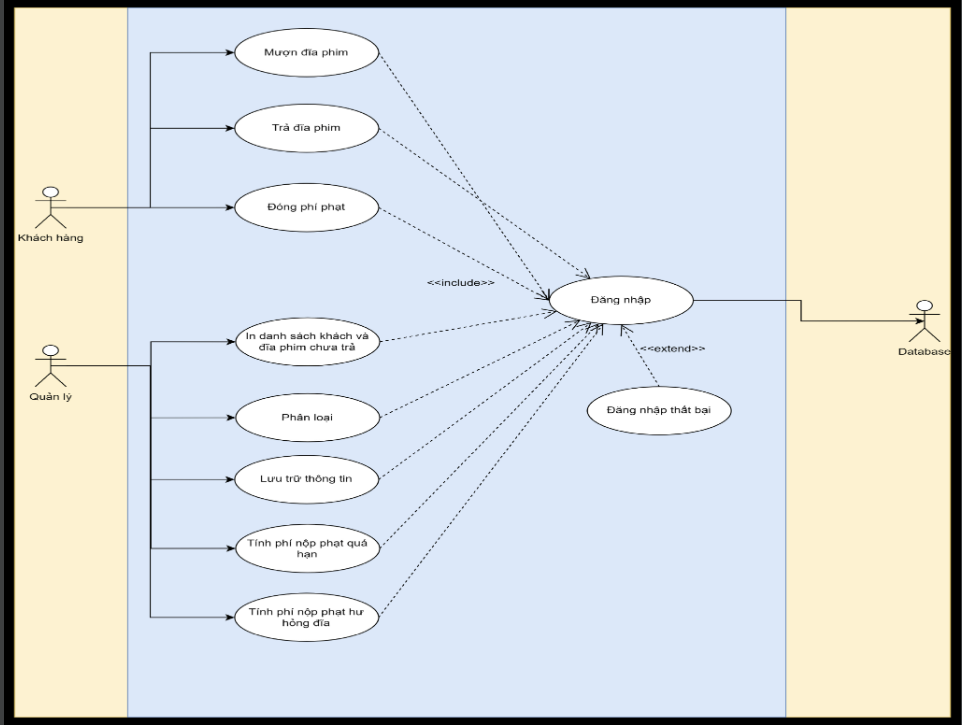 Mượn đĩa phim
Trả đĩa phim
Khách hàng
Đóng phí phạt
<<include>>
Đăng nhập
Database
In danh sách khách và
đĩa phim chưa trả
<<extend>>
Quản lý
Phân loại
Đăng nhập thất bại
Lưu trữ thông tin
Tính phí nộp phạt quá
hạn
Tính phí nộp phạt hư
hỏng đĩa